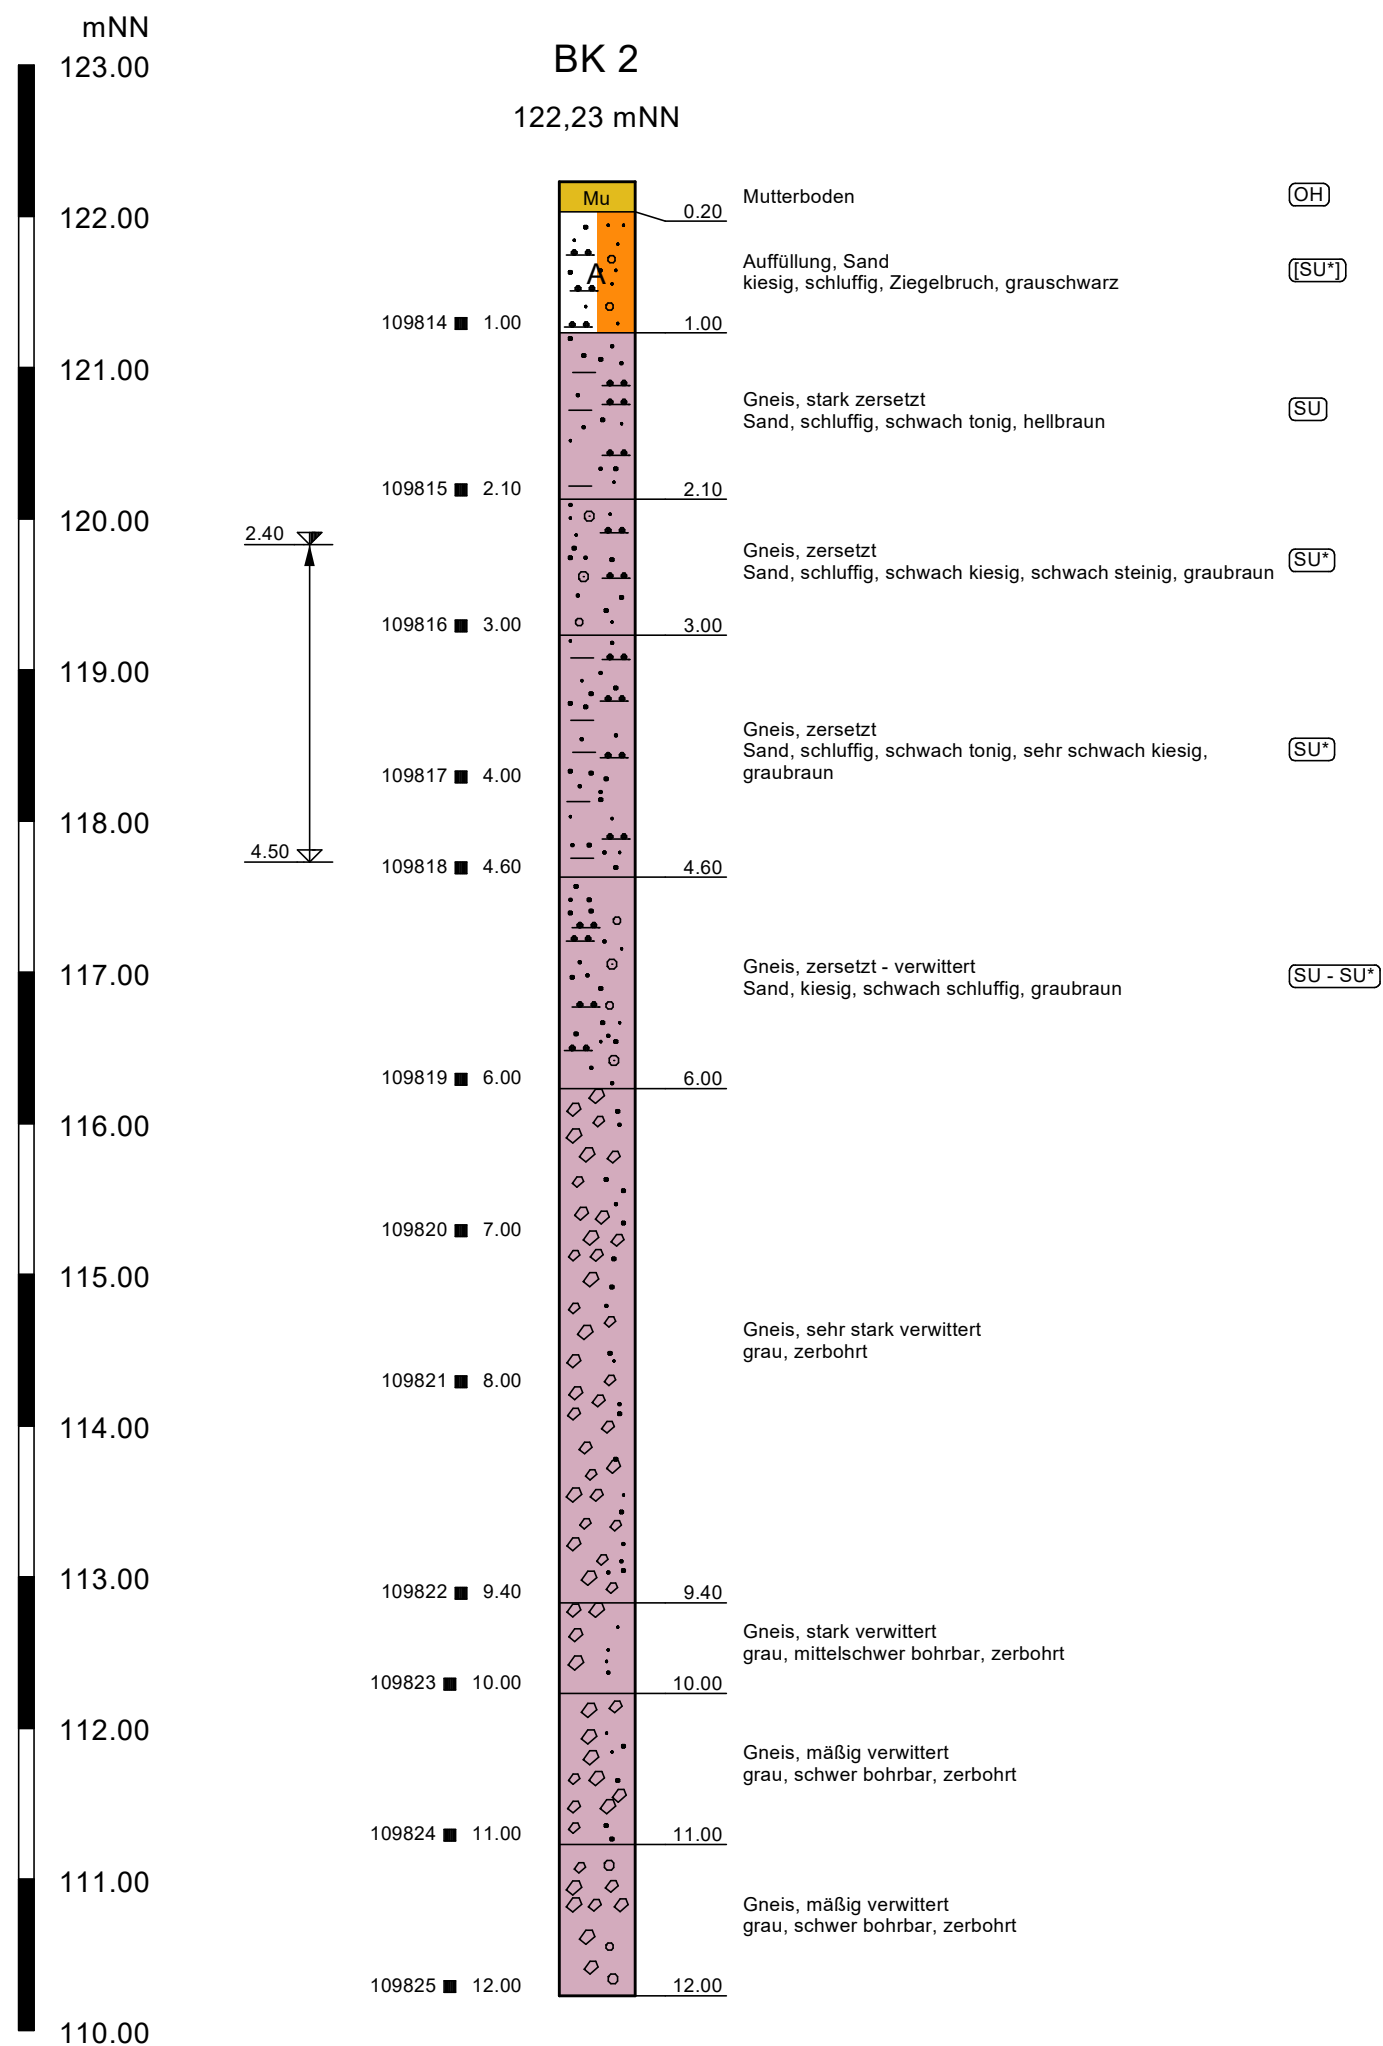 mNN
BK 2
122,23 mNN
123.00
122.00
121.00
120.00
119.00
118.00
117.00
116.00
115.00
114.00
113.00
112.00
111.00
110.00
Mu
0.20
Mutterboden
OH
A
Auffüllung, Sand
kiesig, schluffig, Ziegelbruch, grauschwarz
[SU*]
109814 1.00
1.00
Gneis, stark zersetzt
Sand, schluffig, schwach tonig, hellbraun
SU
109815 2.10
2.10
2.40
Gneis, zersetzt
Sand, schluffig, schwach kiesig, schwach steinig, graubraun
SU*
109816 3.00
3.00
Gneis, zersetzt
Sand, schluffig, schwach tonig, sehr schwach kiesig,
graubraun
SU*
109817 4.00
4.50
109818 4.60
4.60
Gneis, zersetzt - verwittert
Sand, kiesig, schwach schluffig, graubraun
SU - SU*
109819 6.00
6.00
109820 7.00
Gneis, sehr stark verwittert
grau, zerbohrt
109821 8.00
109822 9.40
9.40
Gneis, stark verwittert
grau, mittelschwer bohrbar, zerbohrt
109823 10.00
10.00
Gneis, mäßig verwittert
grau, schwer bohrbar, zerbohrt
109824 11.00
11.00
Gneis, mäßig verwittert
grau, schwer bohrbar, zerbohrt
109825 12.00
12.00